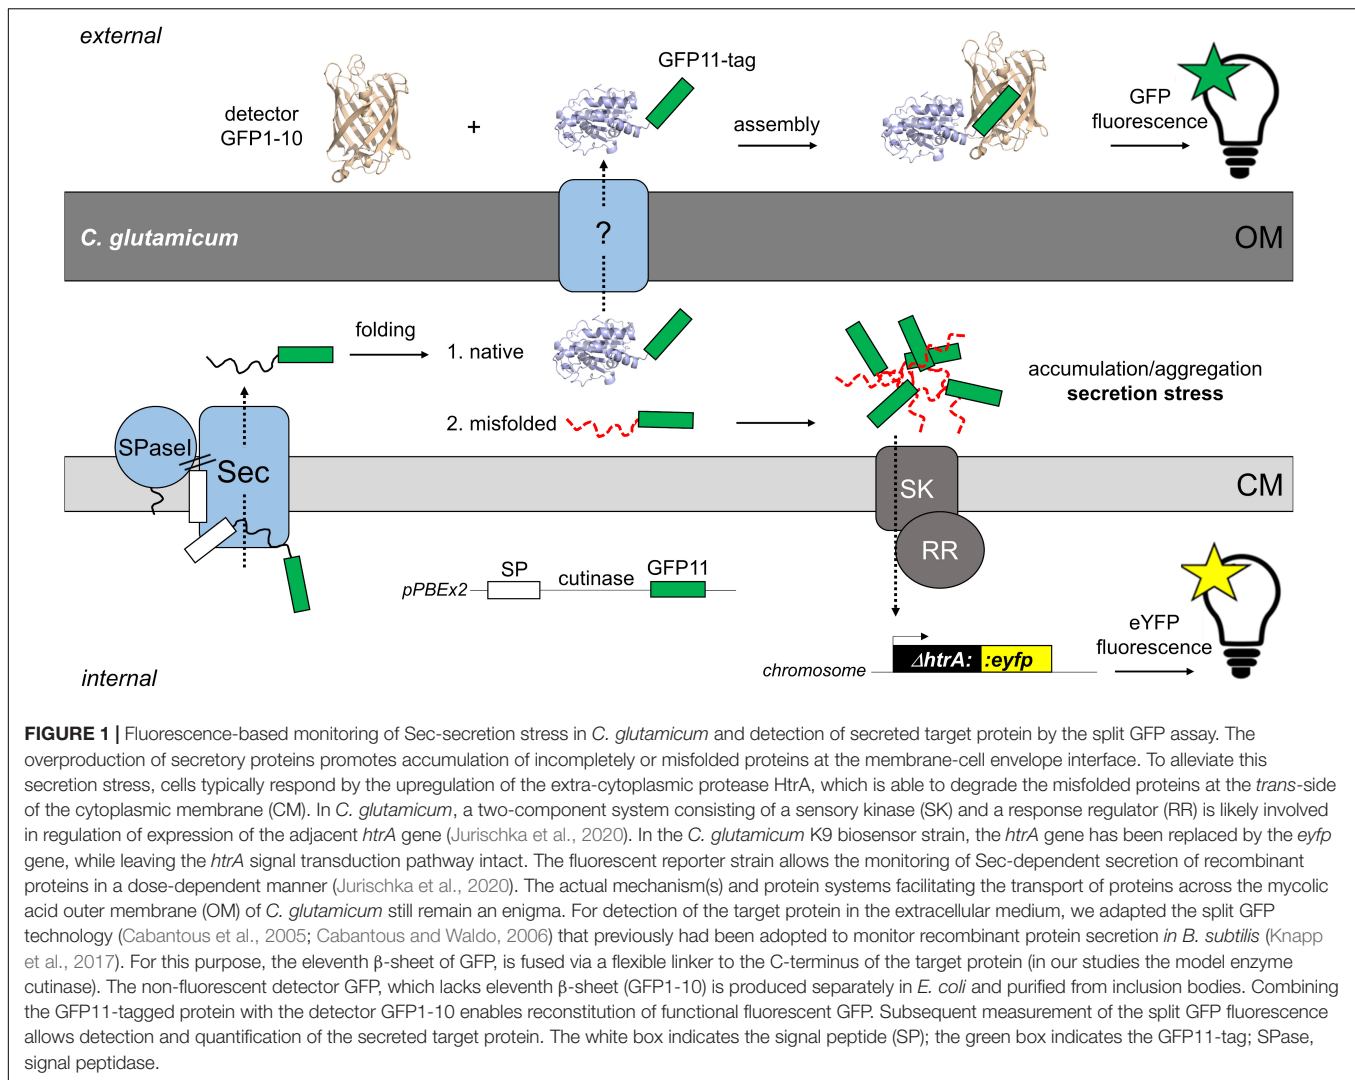 external
detector
GFP1-10
+
GFP11-tag
assembly
GFP
fluorescence
C. glutamicum
?
OM
folding
1. native
2. misfolded
accumulation/aggregation
secretion stress
SPaseI
Sec
SK
CM
RR
pPBEx2
SP
cutinase
GFP11
eYFP
fluorescence
chromosome
ΔhtrA: :eyfp
internal
FIGURE 1 | Fluorescence-based monitoring of Sec-secretion stress in C. glutamicum and detection of secreted target protein by the split GFP assay. The
overproduction of secretory proteins promotes accumulation of incompletely or misfolded proteins at the membrane-cell envelope interface. To alleviate this
secretion stress, cells typically respond by the upregulation of the extra-cytoplasmic protease HtrA, which is able to degrade the misfolded proteins at the trans-side
of the cytoplasmic membrane (CM). In C. glutamicum, a two-component system consisting of a sensory kinase (SK) and a response regulator (RR) is likely involved
in regulation of expression of the adjacent htrA gene (Jurischka et al., 2020). In the C. glutamicum K9 biosensor strain, the htrA gene has been replaced by the eyfp
gene, while leaving the htrA signal transduction pathway intact. The fluorescent reporter strain allows the monitoring of Sec-dependent secretion of recombinant
proteins in a dose-dependent manner (Jurischka et al., 2020). The actual mechanism(s) and protein systems facilitating the transport of proteins across the mycolic
acid outer membrane (OM) of C. glutamicum still remain an enigma. For detection of the target protein in the extracellular medium, we adapted the split GFP
technology (Cabantous et al., 2005; Cabantous and Waldo, 2006) that previously had been adopted to monitor recombinant protein secretion in B. subtilis (Knapp
et al., 2017). For this purpose, the eleventh β-sheet of GFP, is fused via a flexible linker to the C-terminus of the target protein (in our studies the model enzyme
cutinase). The non-fluorescent detector GFP, which lacks eleventh β-sheet (GFP1-10) is produced separately in E. coli and purified from inclusion bodies. Combining
the GFP11-tagged protein with the detector GFP1-10 enables reconstitution of functional fluorescent GFP. Subsequent measurement of the split GFP fluorescence
allows detection and quantification of the secreted target protein. The white box indicates the signal peptide (SP); the green box indicates the GFP11-tag; SPase,
signal peptidase.